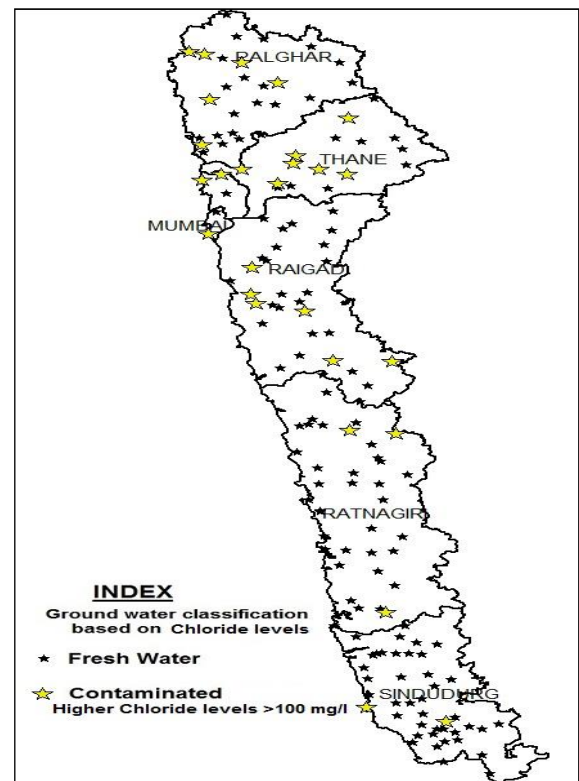 PALGHAR
THANE
MUMBAI
RAIGAD
RATNAGIRI
SINDUDURG
INDEX
Ground water classification
based on Chloride levels
Fresh Water
Contaminated
Higher Chloride levels >100 mg/l